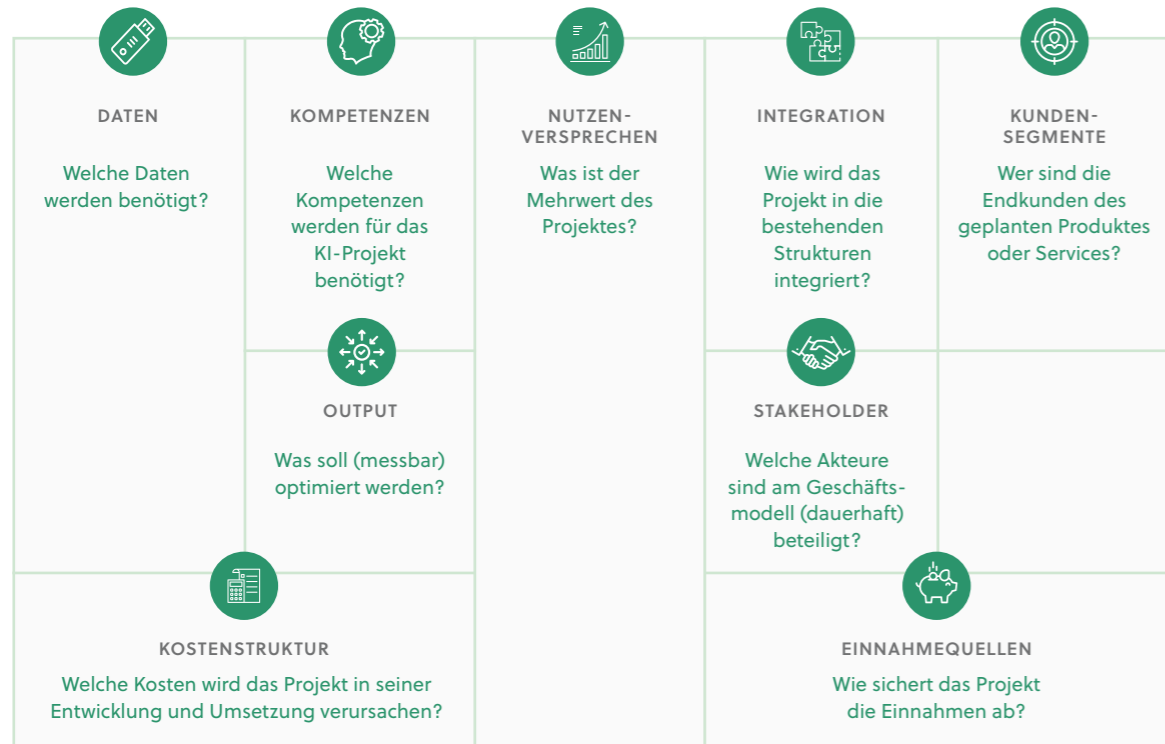 DATEN
Welche Daten
werden benötigt?
KOMPETENZEN
Welche
Kompetenzen
werden für das
KI-Projekt
benötigt?
NUTZEN-
VERSPRECHEN
Was ist der
Mehrwert des
Projektes?
INTEGRATION
Wie wird das
Projekt in die
bestehenden
Strukturen
integriert?
KUNDEN-
SEGMENTE
Wer sind die
Endkunden des
geplanten Produktes
oder Services?
OUTPUT
Was soll (messbar)
optimiert werden?
STAKEHOLDER
Welche Akteure
sind am Geschäfts-
modell (dauerhaft)
beteiligt?
KOSTENSTRUKTUR
Welche Kosten wird das Projekt in seiner
Entwicklung und Umsetzung verursachen?
EINNAHMEQUELLEN
Wie sichert das Projekt
die Einnahmen ab?